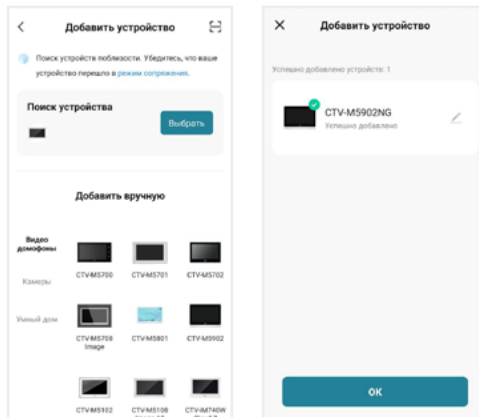 Добавить устройство
Поиск устройств поблизости. Убедитесь, что ваше
устройство перешло в режим сопряжения.
Поиск устройства
Выбрать
Добавить вручную
Видео
домофоны
Камеры
Умный дом
CTV-M5700
CTV-M5701
CTV-M5702
CTV-M5708
Image
CTV-M5801
CTV-M5902
CTV-M5102
CTV-M5108
CTV-M740W
Добавить устройство
Успешно добавлено устройств: 1
CTV-M5902NG
Успешно добавлено
ОК